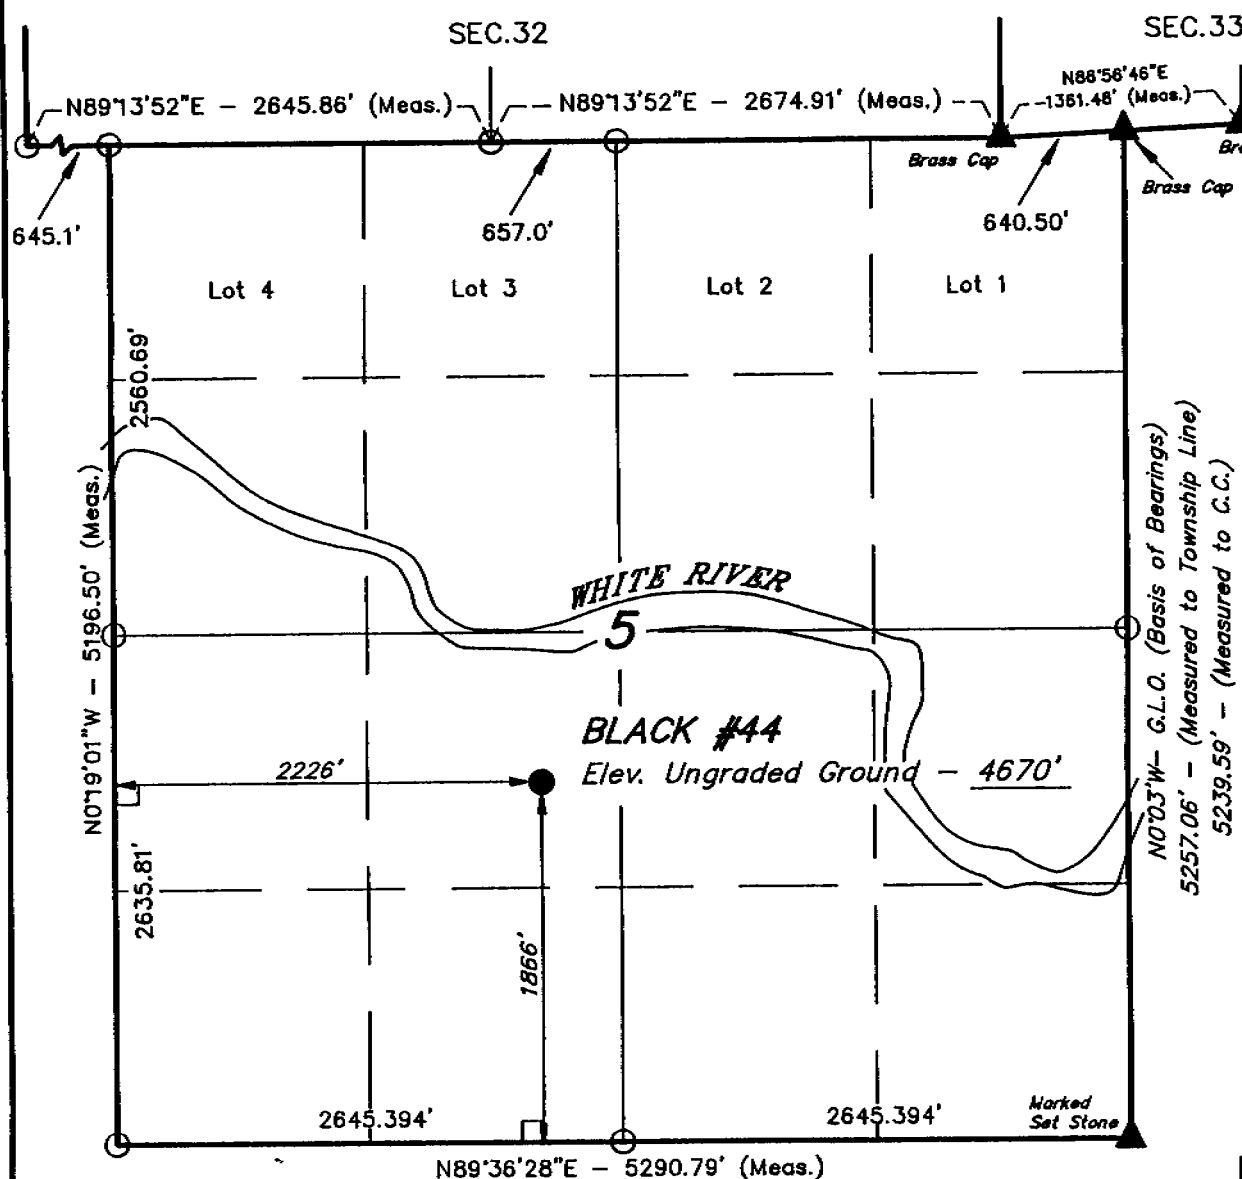 SEC.32
SEC.33
N89°13'52"E – 2645.86' (Meas.)
N89°13'52"E – 2674.91' (Meas.)
N88°56'46"E
1361.48' (Meas.)
Brass Cap
Brass Cap
645.1'
657.0'
640.50'
Lot 4
Lot 3
Lot 2
Lot 1
2560.69'
N0°19'01"W – 5196.50' (Meas.)
WHITE RIVER
5
BLACK #44
Elev. Ungraded Ground – 4670'
2226'
N0°03'W– G.L.O. (Basis of Bearings)
5257.06' – (Measured to Township Line)
5239.59' – (Measured to C.C.)
2635.81'
1866'
2645.394'
2645.394'
Marked
Set Stone
N89°36'28"E – 5290.79' (Meas.)